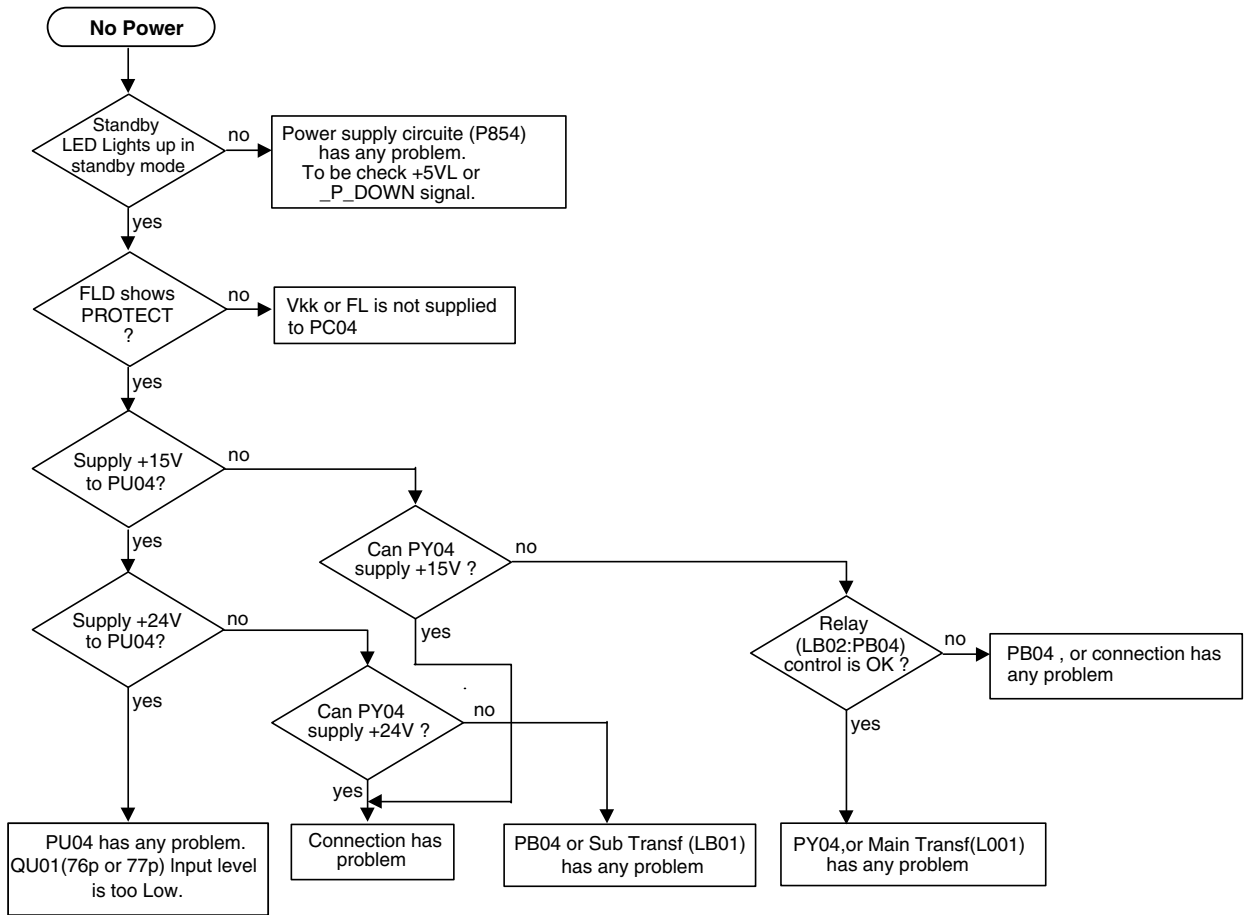 No Power
Standby
LED Lights up in
standby mode
no
Power supply circuite (P854)
has any problem.
To be check +5VL or
_P_DOWN signal.
yes
FLD shows
PROTECT
?
no
Vkk or FL is not supplied
to PC04
yes
Supply +15V
to PU04?
no
yes
Can PY04
supply +15V ?
no
yes
Supply +24V
to PU04?
no
yes
Relay
(LB02:PB04)
control is OK ?
no
PB04 , or connection has
any problem
yes
Can PY04
supply +24V ?
no
yes
PU04 has any problem.
QU01(76p or 77p) Input level
is too Low.
Connection has
problem
PB04 or Sub Transf (LB01)
has any problem
PY04,or Main Transf(L001)
has any problem